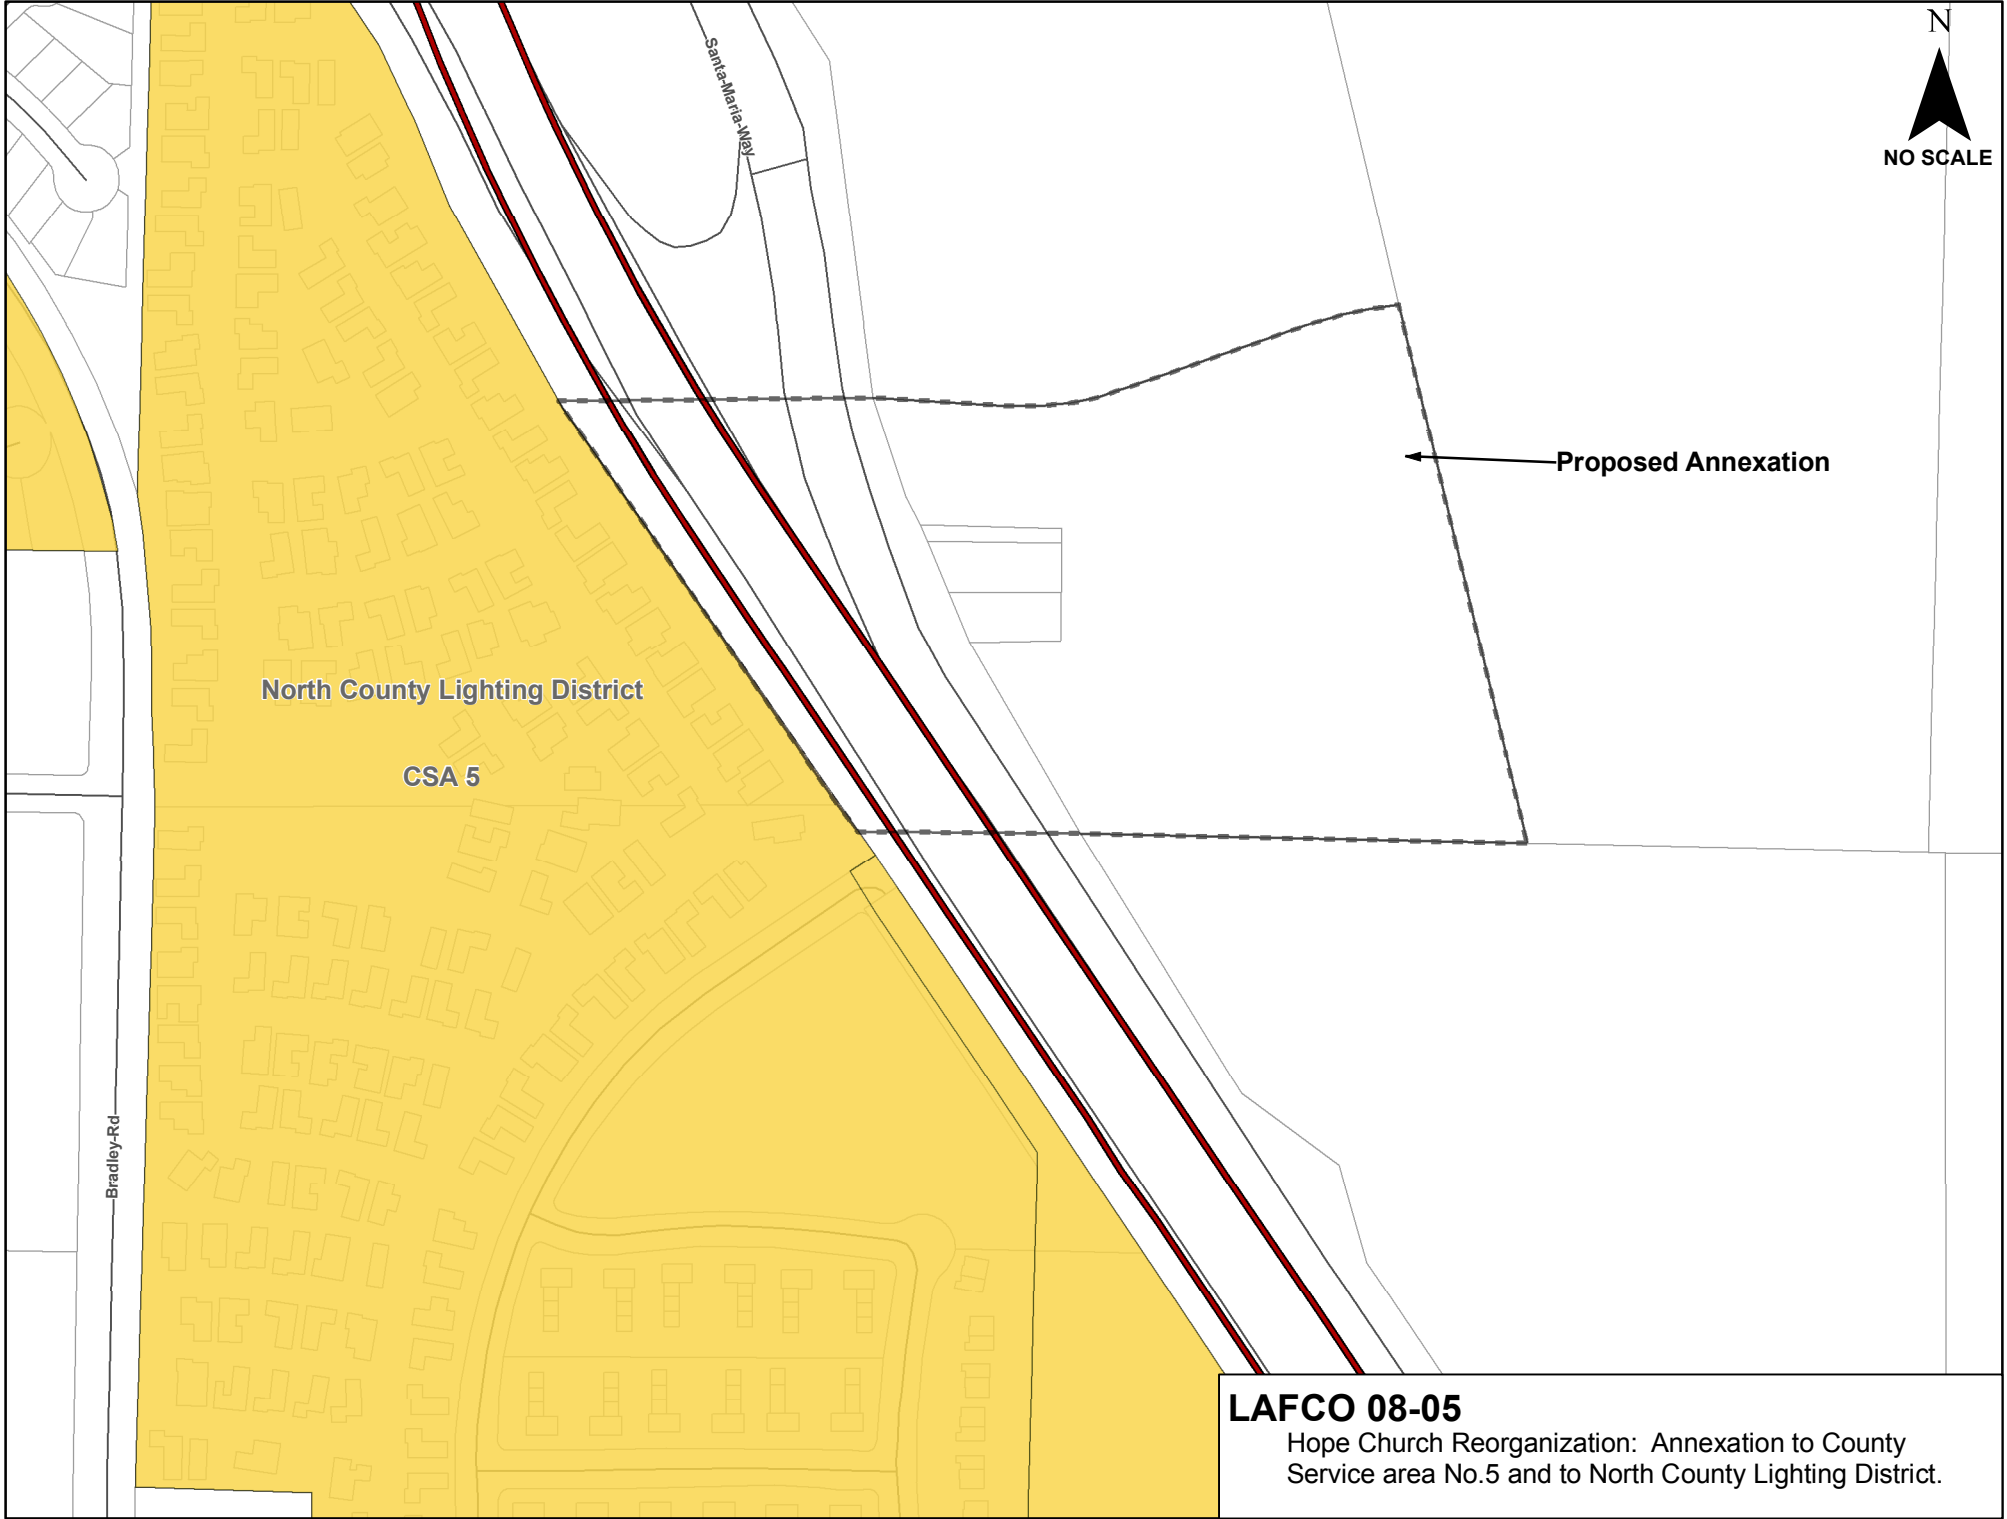 N
NO SCALE
Santa-Maria-Way
Proposed Annexation
North County Lighting District
CSA 5
Bradley-Rd
LAFCO 08-05
Hope Church Reorganization:  Annexation to County
Service area No.5 and to North County Lighting District.